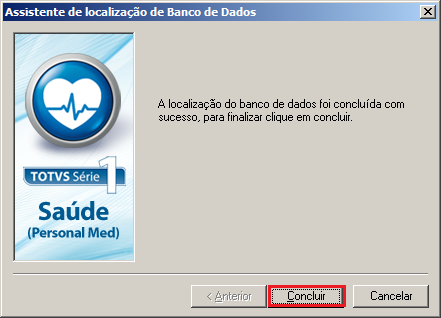 Assistente de localização de Banco de Dados
A localização do banco de dados foi concluída com
sucesso, para finalizar clique em concluir.
TOTVS Série 1
Saúde
(Personal Med)
< Anterior
Concluir
Cancelar